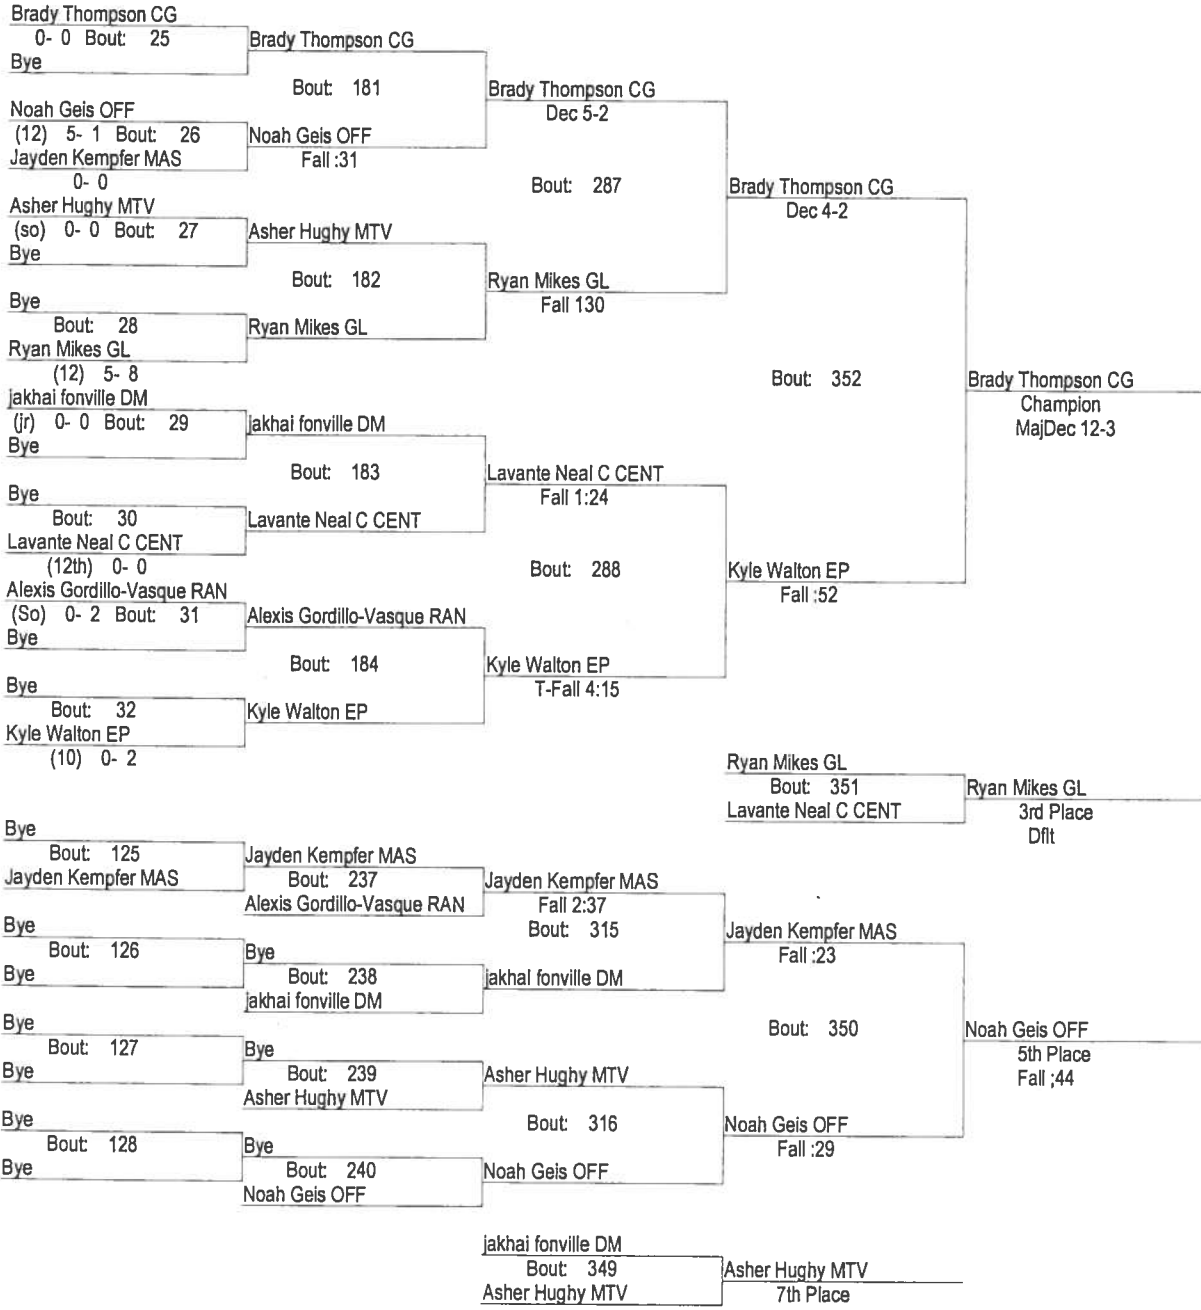 Brady Thompson CG
0- 0 Bout: 25
Bye
Brady Thompson CG
Bout: 181
Noah Geis OFF
(12) 5- 1 Bout: 26
Jayden Kempfer MAS
0- 0
Noah Geis OFF
Fall :31
Brady Thompson CG
Dec 5-2
Bout: 287
Asher Hughy MTV
(so) 0- 0 Bout: 27
Bye
Asher Hughy MTV
Bout: 182
Bye
Bout: 28
Ryan Mikes GL
(12) 5- 8
Ryan Mikes GL
Ryan Mikes GL
Fall 130
Brady Thompson CG
Dec 4-2
Bout: 352
jakhai fonville DM
(jr) 0- 0 Bout: 29
Bye
jakhai fonville DM
Bout: 183
Bye
Bout: 30
Lavante Neal C CENT
(12th) 0- 0
Lavante Neal C CENT
Lavante Neal C CENT
Fall 1:24
Bout: 288
Alexis Gordillo-Vasque RAN
(So) 0- 2 Bout: 31
Bye
Alexis Gordillo-Vasque RAN
Bout: 184
Bye
Bout: 32
Kyle Walton EP
(10) 0- 2
Kyle Walton EP
Kyle Walton EP
T-Fall 4:15
Kyle Walton EP
Fall :52
Brady Thompson CG
Champion
MajDec 12-3
Ryan Mikes GL
Bout: 351
Lavante Neal C CENT
Ryan Mikes GL
3rd Place
Dflt
Bye
Bout: 125
Jayden Kempfer MAS
Jayden Kempfer MAS
Bout: 237
Alexis Gordillo-Vasque RAN
Jayden Kempfer MAS
Fall 2:37
Bout: 315
Bye
Bout: 126
Bye
Bye
Bout: 238
jakhai fonville DM
jakhai fonville DM
Jayden Kempfer MAS
Fall :23
Bout: 350
Bye
Bout: 127
Bye
Bye
Bout: 239
Asher Hughy MTV
Asher Hughy MTV
Bout: 316
Bye
Bout: 128
Bye
Bye
Bout: 240
Noah Geis OFF
Noah Geis OFF
Noah Geis OFF
Fall :29
Noah Geis OFF
5th Place
Fall ;44
jakhai fonville DM
Bout: 349
Asher Hughy MTV
Asher Hughy MTV
7th Place